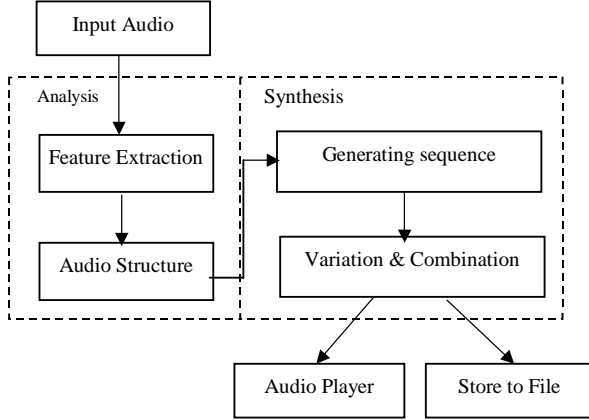 Input Audio
Analysis
Synthesis
Feature Extraction
Generating sequence
Audio Structure
Variation & Combination
Audio Player
Store to File